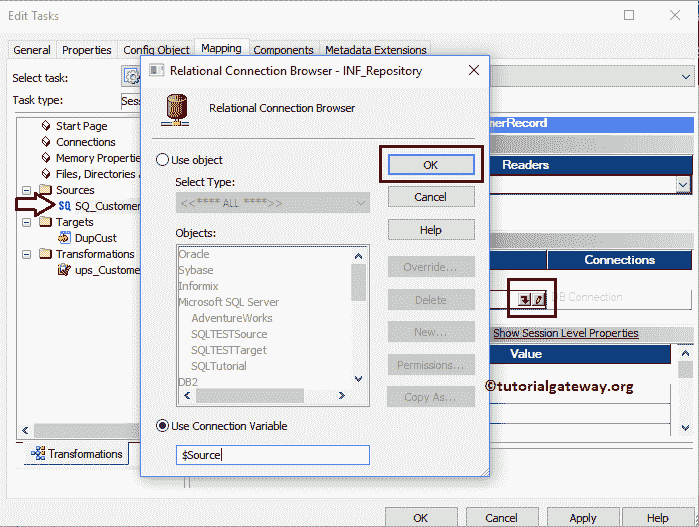 Edit Tasks
General Properties Config Object Mapping Components Metadata Extensions
Select task:
Task type: Sess
Start Page
Connections
Memory Properties
Files, Directories
Sources
SQ_Customer
Targets
DupCust
Transformations
ups_Custome
Transformations
Relational Connection Browser - INF_Repository
Relational Connection Browser
Use object
Select Type:
<<**** ALL ****>>
Objects:
Oracle
Sybase
Informix
Microsoft SQL Server
AdventureWorks
SQLTESTSource
SQLTESTTarget
SQLTutorial
DB2
Use Connection Variable
$Source
OK
Cancel
Help
Override...
Delete
New...
Permissions...
Copy As...
merRecord
Readers
Connections
DB Connection
Show Session Level Properties
Value
©tutorialgateway.org
OK Cancel Apply Help